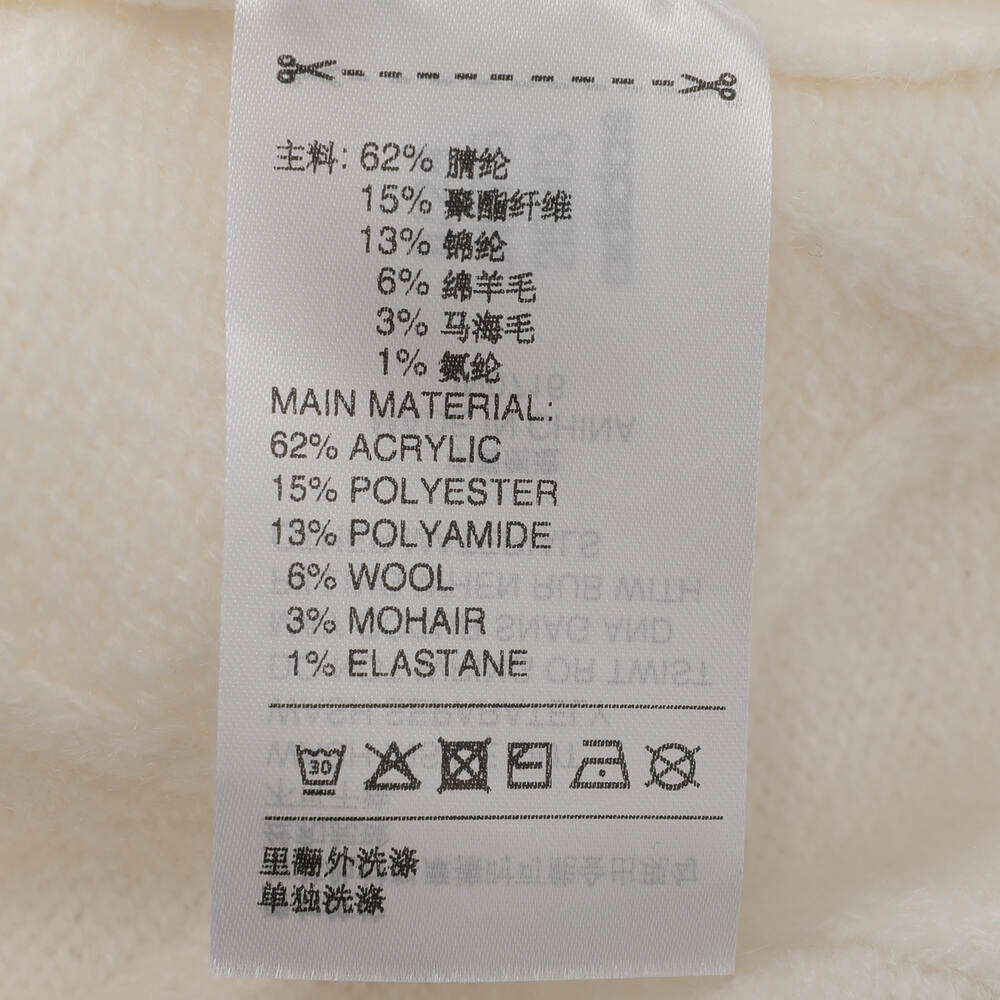 主料: 62% 腈纶
15% 聚酯纤维
13% 锦纶
6% 绵羊毛
3% 马海毛
1% 氨纶
MAIN MATERIAL:
62% ACRYLIC
15% POLYESTER
13% POLYAMIDE
6% WOOL
3% MOHAIR
1% ELASTANE
30
里翻外洗涤
单独洗涤